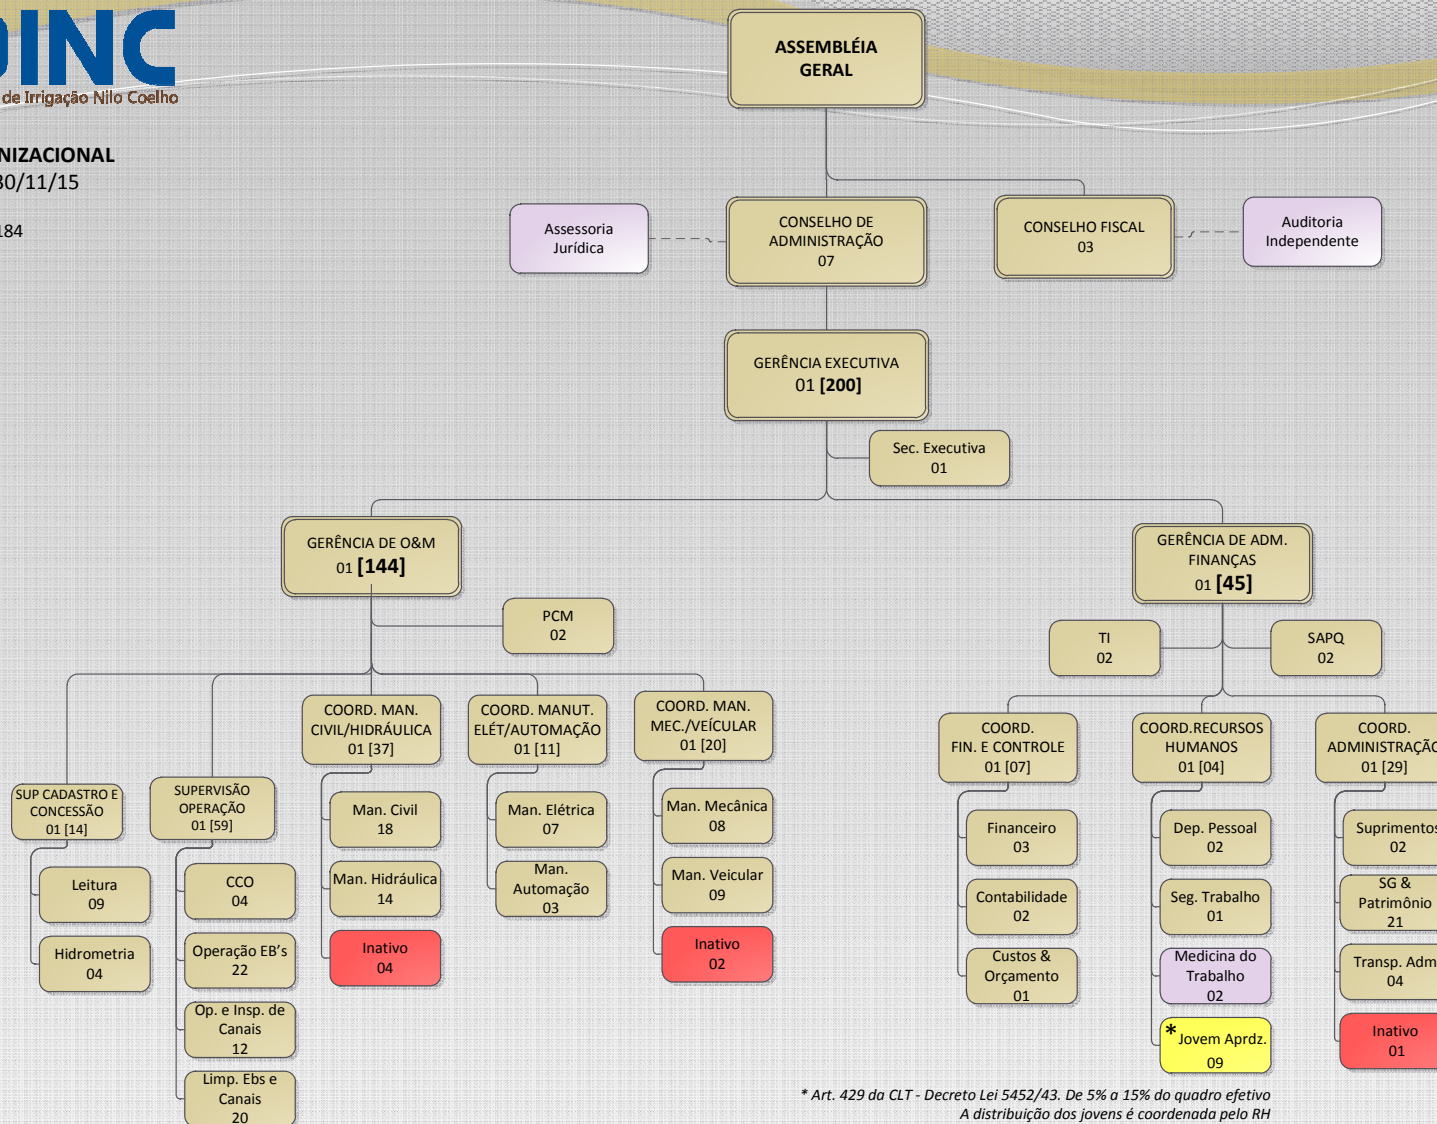 DINC
de Irrigação Nilo Coelho
NIZACIONAL
30/11/15
184
ASSEMBLÉIA
GERAL
Assessoria
Jurídica
CONSELHO DE
ADMINISTRAÇÃO
07
CONSELHO FISCAL
03
Auditoria
Independente
GERÊNCIA EXECUTIVA
01 [200]
Sec. Executiva
01
GERÊNCIA DE O&M
01 [144]
GERÊNCIA DE ADM.
FINANÇAS
01 [45]
PCM
02
TI
02
SAPQ
02
SUP CADASTRO E
CONCESSÃO
01 [14]
SUPERVISÃO
OPERAÇÃO
01 [59]
COORD. MAN.
CIVIL/HIDRÁULICA
01 [37]
COORD. MANUT.
ELÉT/AUTOMAÇÃO
01 [11]
COORD. MAN.
MEC./VEÍCULAR
01 [20]
COORD.
FIN. E CONTROLE
01 [07]
COORD.RECURSOS
HUMANOS
01 [04]
COORD.
ADMINISTRAÇÃO
01 [29]
Leitura
09
Hidrometria
04
CCO
04
Operação EB's
22
Op. e Insp. de
Canais
12
Limp. Ebs e
Canais
20
Man. Civil
18
Man. Hidráulica
14
Inativo
04
Man. Elétrica
07
Man.
Automação
03
Man. Mecânica
08
Man. Veicular
09
Inativo
02
Financeiro
03
Contabilidade
02
Custos &
Orçamento
01
Dep. Pessoal
02
Seg. Trabalho
01
Medicina do
Trabalho
02
* Jovem Aprdz.
09
Suprimentos
02
SG &
Patrimônio
21
Transp. Adm
04
Inativo
01
* Art. 429 da CLT - Decreto Lei 5452/43. De 5% a 15% do quadro efetivo
A distribuição dos jovens é coordenada pelo RH